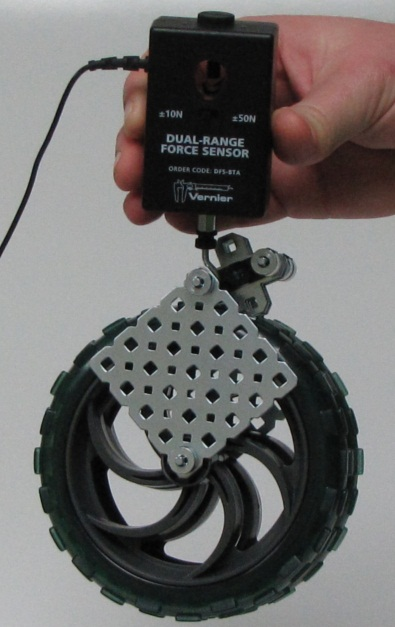 ±10N ±50N
DUAL-RANGE
FORCE SENSOR
ORDER CODE: DFS-BTA
Vernier